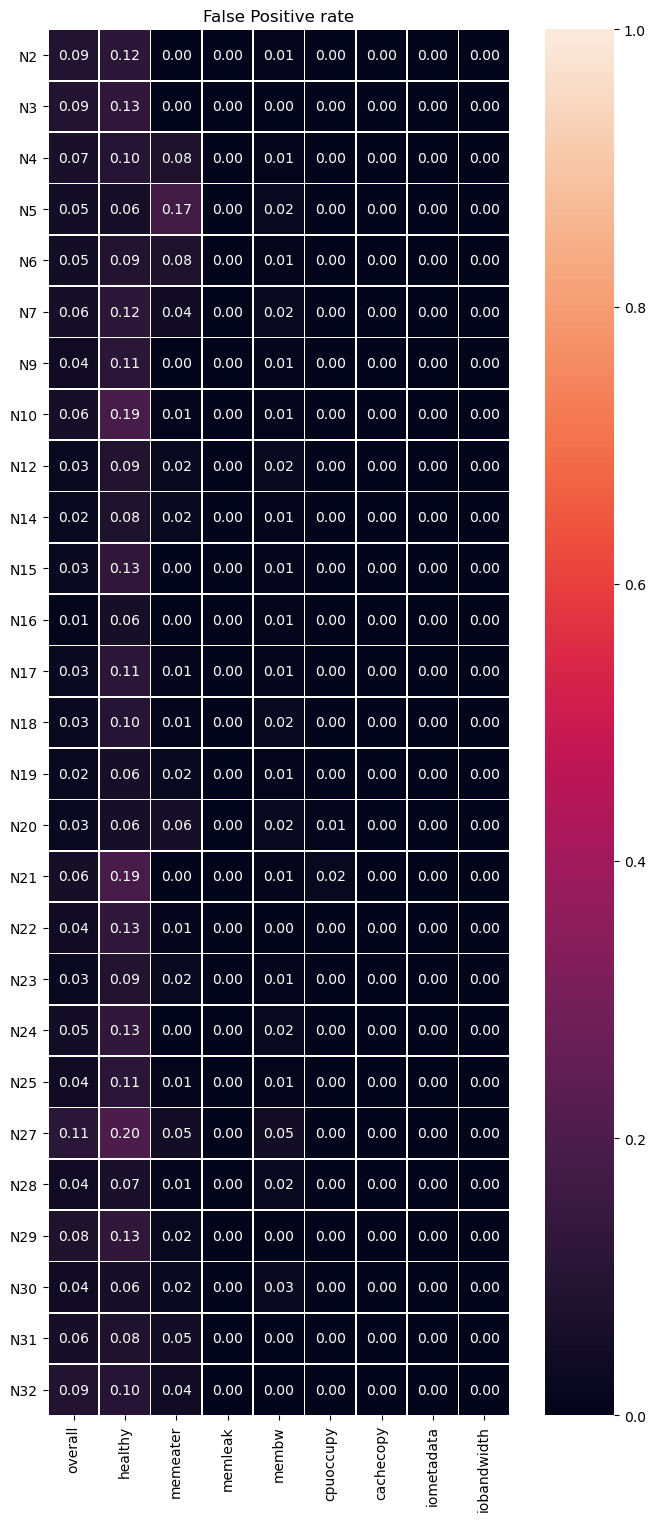 False Positive rate
N2 0.09 0.12 0.00 0.00 0.01 0.00 0.00 0.00 0.00
N3 0.09 0.13 0.00 0.00 0.00 0.00 0.00 0.00 0.00
N4 0.07 0.10 0.08 0.00 0.01 0.00 0.00 0.00 0.00
N5 0.05 0.06 0.17 0.00 0.02 0.00 0.00 0.00 0.00
N6 0.05 0.09 0.08 0.00 0.01 0.00 0.00 0.00 0.00
N7 0.06 0.12 0.04 0.00 0.02 0.00 0.00 0.00 0.00
N9 0.04 0.11 0.00 0.00 0.01 0.00 0.00 0.00 0.00
N10 0.06 0.19 0.01 0.00 0.01 0.00 0.00 0.00 0.00
N12 0.03 0.09 0.02 0.00 0.02 0.00 0.00 0.00 0.00
N14 0.02 0.08 0.02 0.00 0.01 0.00 0.00 0.00 0.00
N15 0.03 0.13 0.00 0.00 0.01 0.00 0.00 0.00 0.00
N16 0.01 0.06 0.00 0.00 0.01 0.00 0.00 0.00 0.00
N17 0.03 0.11 0.01 0.00 0.01 0.00 0.00 0.00 0.00
N18 0.03 0.10 0.01 0.00 0.02 0.00 0.00 0.00 0.00
N19 0.02 0.06 0.02 0.00 0.01 0.00 0.00 0.00 0.00
N20 0.03 0.06 0.06 0.00 0.02 0.01 0.00 0.00 0.00
N21 0.06 0.19 0.00 0.00 0.01 0.02 0.00 0.00 0.00
N22 0.04 0.13 0.01 0.00 0.00 0.00 0.00 0.00 0.00
N23 0.03 0.09 0.02 0.00 0.01 0.00 0.00 0.00 0.00
N24 0.05 0.13 0.00 0.00 0.02 0.00 0.00 0.00 0.00
N25 0.04 0.11 0.01 0.00 0.01 0.00 0.00 0.00 0.00
N27 0.11 0.20 0.05 0.00 0.05 0.00 0.00 0.00 0.00
N28 0.04 0.07 0.01 0.00 0.02 0.00 0.00 0.00 0.00
N29 0.08 0.13 0.02 0.00 0.00 0.00 0.00 0.00 0.00
N30 0.04 0.06 0.02 0.00 0.03 0.00 0.00 0.00 0.00
N31 0.06 0.08 0.05 0.00 0.00 0.00 0.00 0.00 0.00
N32 0.09 0.10 0.04 0.00 0.00 0.00 0.00 0.00 0.00
overall healthy memeater memleak membw cpuoccupy cachecopy iometadata iobandwidth
1.0
0.8
0.6
0.4
0.2
0.0